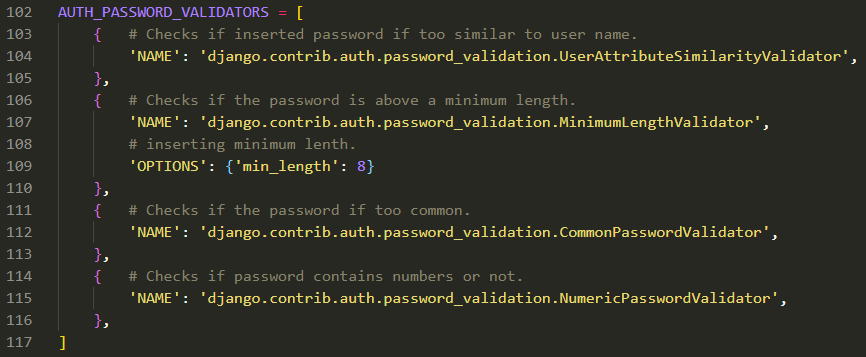 102 AUTH_PASSWORD_VALIDATORS = [
103     {   # Checks if inserted password if too similar to user name.
104         'NAME': 'django.contrib.auth.password_validation.UserAttributeSimilarityValidator',
105     },
106     {   # Checks if the password is above a minimum length.
107         'NAME': 'django.contrib.auth.password_validation.MinimumLengthValidator',
108         # inserting minimum lenth.
109         'OPTIONS': {'min_length': 8}
110     },
111     {   # Checks if the password if too common.
112         'NAME': 'django.contrib.auth.password_validation.CommonPasswordValidator',
113     },
114     {   # Checks if password contains numbers or not.
115         'NAME': 'django.contrib.auth.password_validation.NumericPasswordValidator',
116     },
117 ]